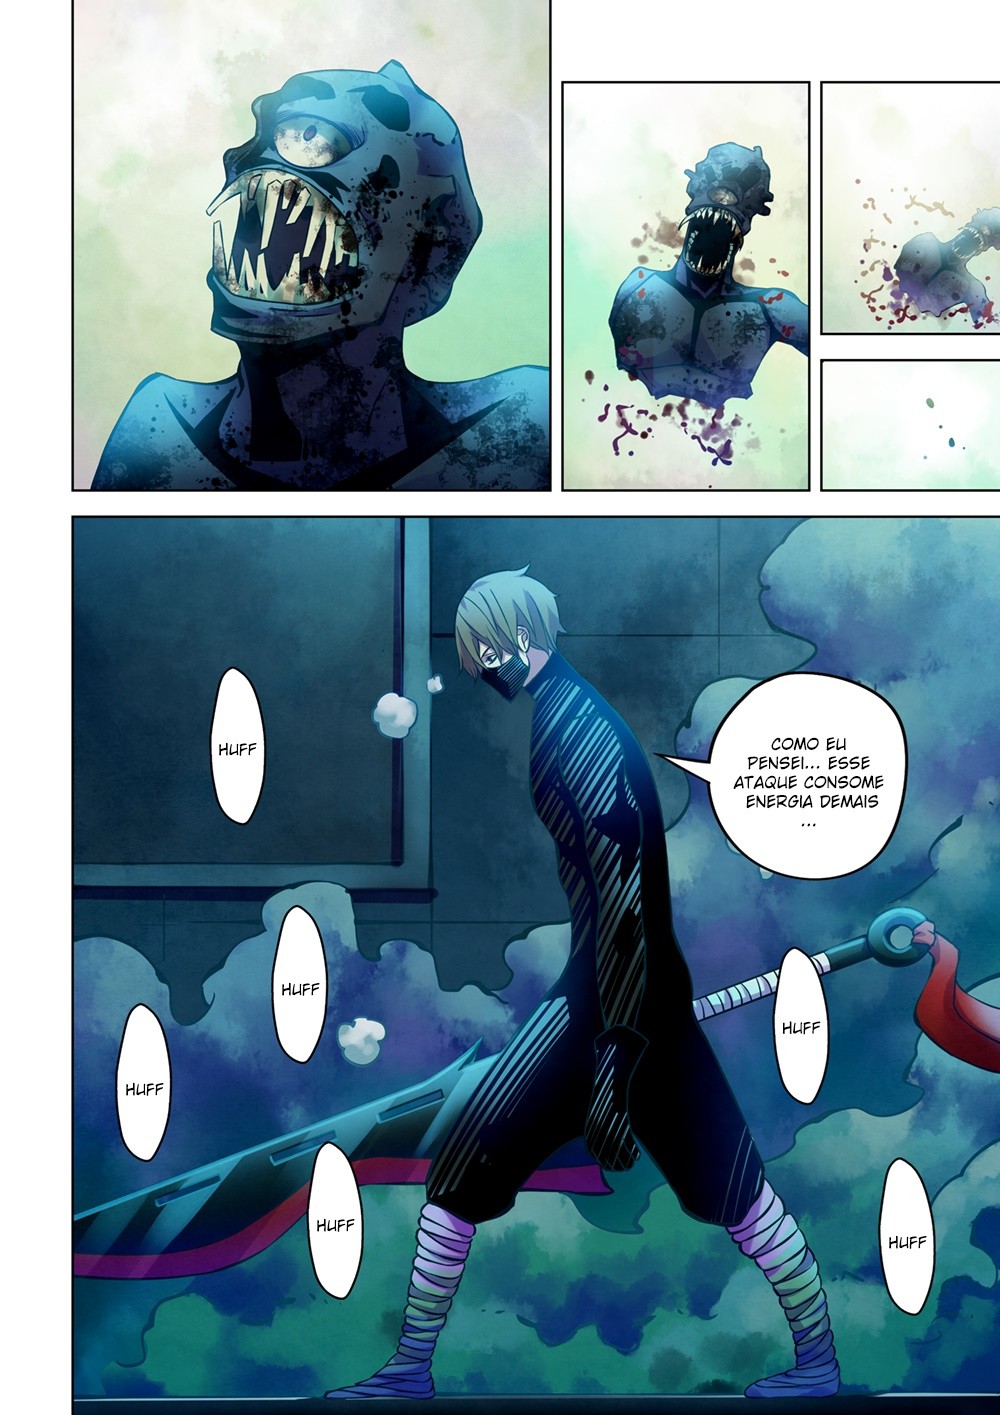 COMO EU
PENSEI... ESSE
ATAQUE CONSOME
ENERGIA DEMAIS
...
HUFF
HUFF
HUFF
HUFF
HUFF
HUFF